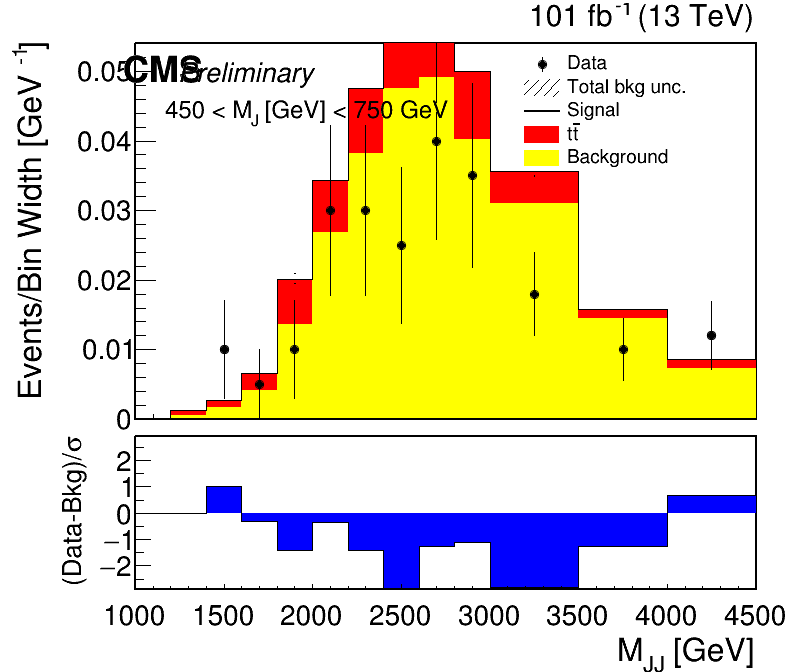 101 fb⁻¹ (13 TeV)
CMS Preliminary
450 < M_J [GeV] < 750 GeV
Data
Total bkg unc.
Signal
tt̄
Background
Events/Bin Width [GeV⁻¹]
0.05
0.04
0.03
0.02
0.01
0
(Data-Bkg)/σ
2
1
0
−1
−2
1000 1500 2000 2500 3000 3500 4000 4500
M_JJ [GeV]